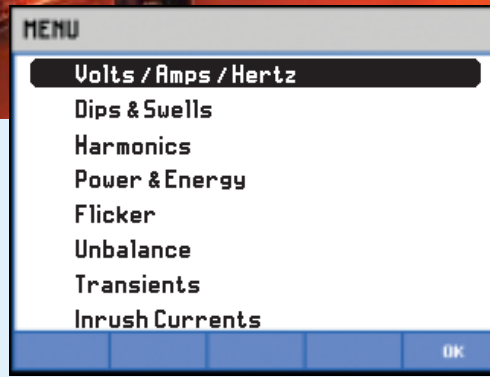 MENU
Volts / Amps / Hertz
Dips & Swells
Harmonics
Power & Energy
Flicker
Unbalance
Transients
Inrush Currents
OK